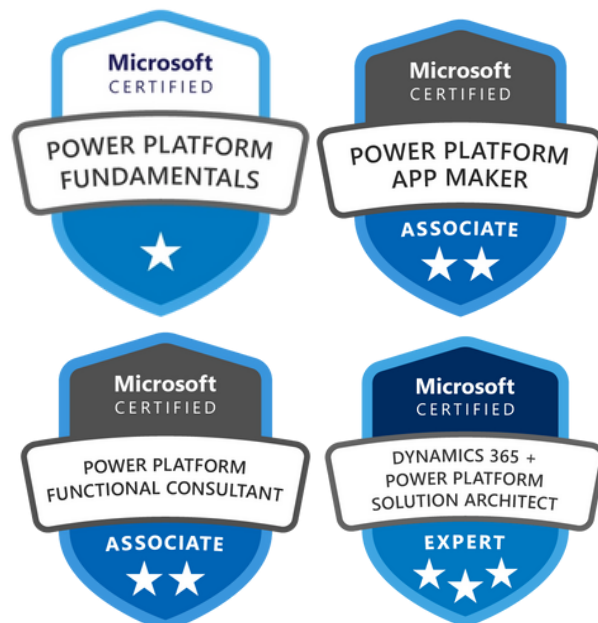 Microsoft
CERTIFIED
POWER PLATFORM
FUNDAMENTALS
Microsoft
CERTIFIED
POWER PLATFORM
APP MAKER
ASSOCIATE
Microsoft
CERTIFIED
POWER PLATFORM
FUNCTIONAL CONSULTANT
ASSOCIATE
Microsoft
CERTIFIED
DYNAMICS 365 +
POWER PLATFORM
SOLUTION ARCHITECT
EXPERT